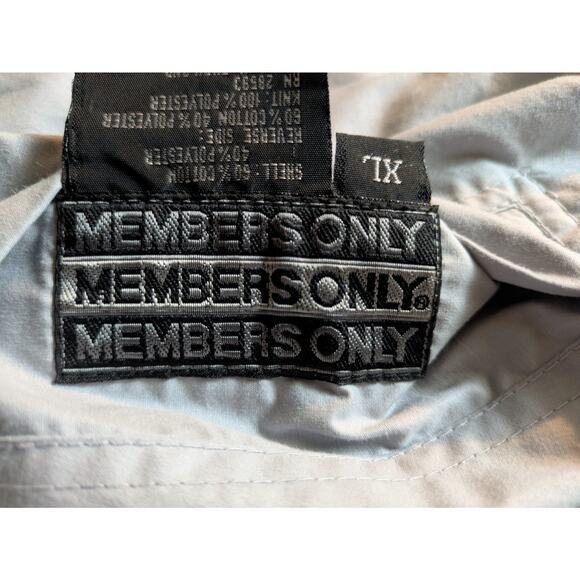 SHELL - 60% COTTON
40% POLYESTER
REVERSE SIDE:
60% COTTON 40% POLYESTER
KNIT: 100% POLYESTER
RN 28593
XL
MEMBERS ONLY
MEMBERS ONLY®
MEMBERS ONLY